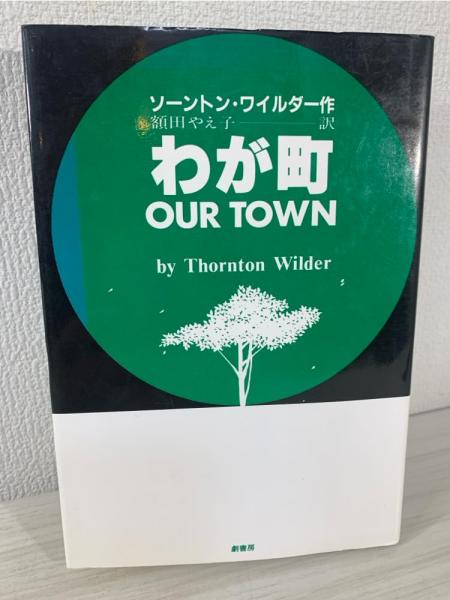 ソーントン・ワイルダー作
額田やえ子――訳
わが町
OUR TOWN
by Thornton Wilder
劇書房